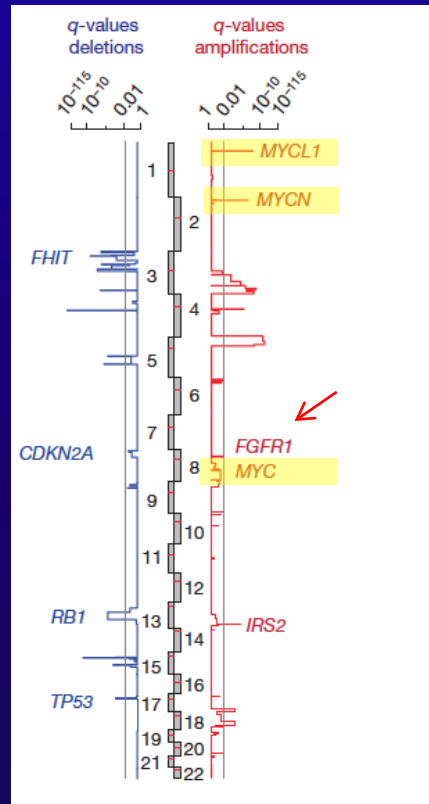 q-values deletions
q-values amplifications
10⁻¹¹⁵ 10⁻¹⁰ 0.01 1
1 0.01 10⁻¹⁰ 10⁻¹¹⁵
MYCL1
1
MYCN
2
FHIT
3
4
5
6
7
FGFR1
CDKN2A
8
MYC
9
10
11
12
RB1
13
IRS2
14
15
16
TP53
17
18
19
20
21
22